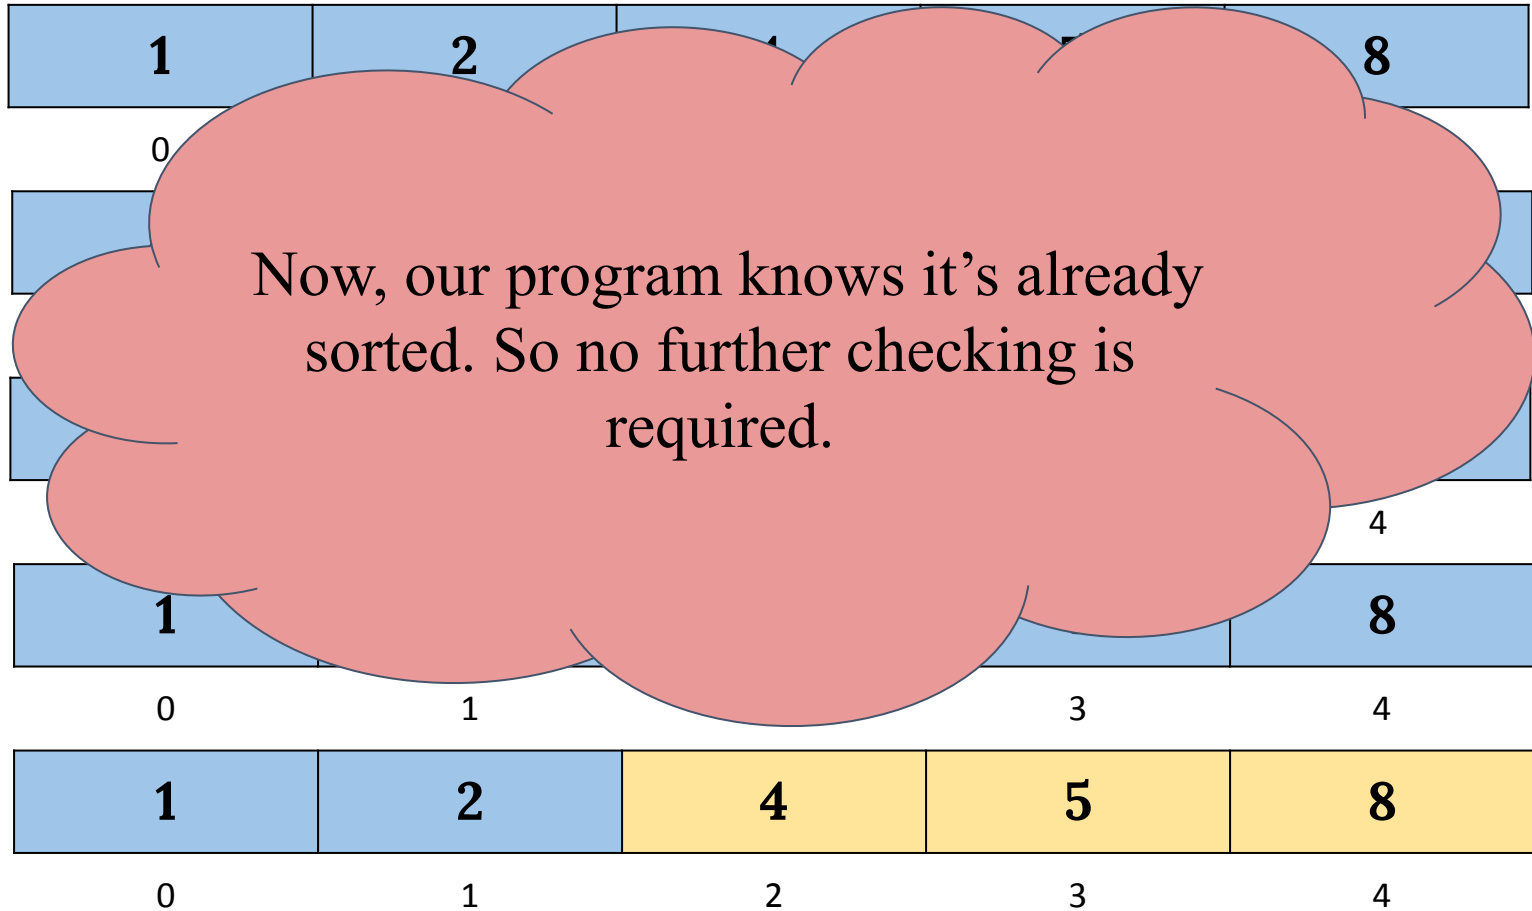 1 2 8
0
Now, our program knows it’s already
sorted. So no further checking is
required.
4
1 8
0 1 3 4
1 2 4 5 8
0 1 2 3 4